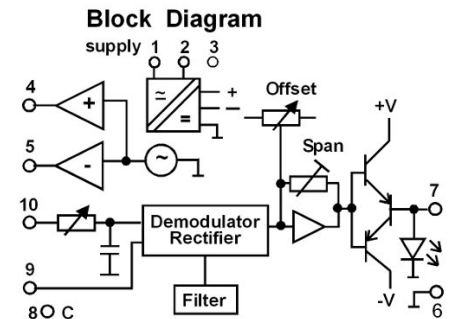 Block Diagram
supply 1 2 3
4
+
≃
=
+
−
Offset
+V
5
-
~
Span
10
Demodulator
Rectifier
7
9
Filter
8 C
-V
6